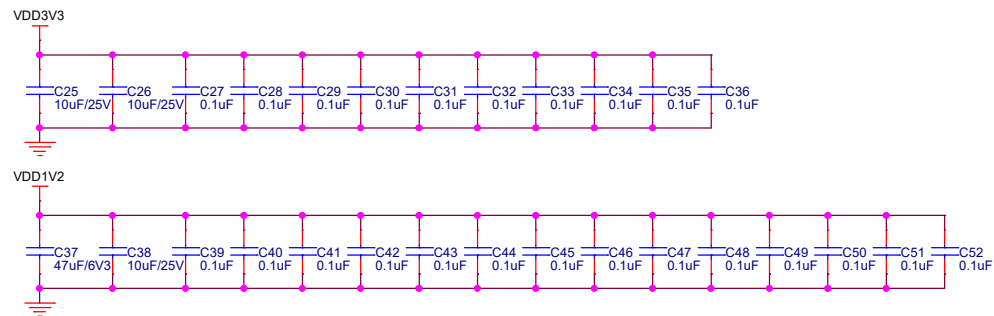 VDD3V3
C25 C26 C27 C28 C29 C30 C31 C32 C33 C34 C35 C36
10uF/25V 10uF/25V 0.1uF 0.1uF 0.1uF 0.1uF 0.1uF 0.1uF 0.1uF 0.1uF 0.1uF 0.1uF
VDD1V2
C37 C38 C39 C40 C41 C42 C43 C44 C45 C46 C47 C48 C49 C50 C51 C52
47uF/6V3 10uF/25V 0.1uF 0.1uF 0.1uF 0.1uF 0.1uF 0.1uF 0.1uF 0.1uF 0.1uF 0.1uF 0.1uF 0.1uF 0.1uF 0.1uF